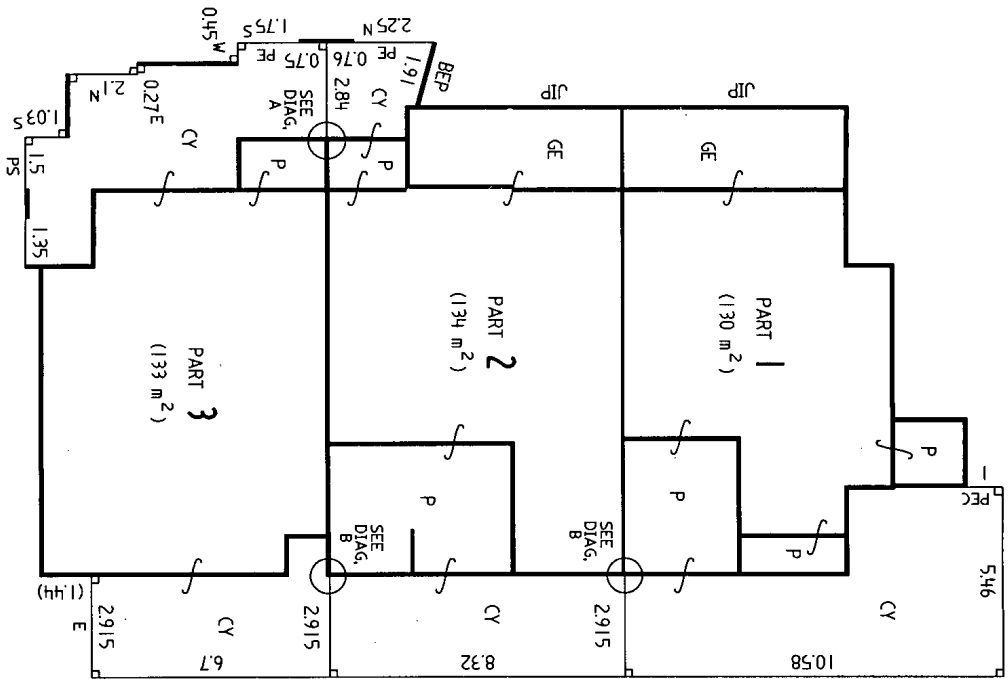 0.45 W
1.75 S
2.25 N
PE
PE
0.75
0.76
1.91
BEP
2.1 N
0.27 E
2.84
SEE
DIAG,
A
CY
CY
JIP
JIP
1.03 S
1.5
PS
1.35
P
P
GE
GE
PART 3
(133 m²)
PART 2
(134 m²)
PART 1
(130 m²)
P
1
PEC
P
P
P
SEE
DIAG,
B
SEE
DIAG,
B
5.46
(1.44)
E
2.915
CY
2.915
CY
2.915
CY
6.7
8.32
10.58